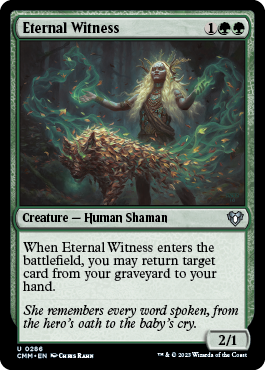 Eternal Witness 1
Creature — Human Shaman
When Eternal Witness enters the
battlefield, you may return target
card from your graveyard to your
hand.
She remembers every word spoken, from
the hero's oath to the baby's cry.
2/1
U 0286
CMM • EN Chris Rahn
™ & © 2023 Wizards of the Coast